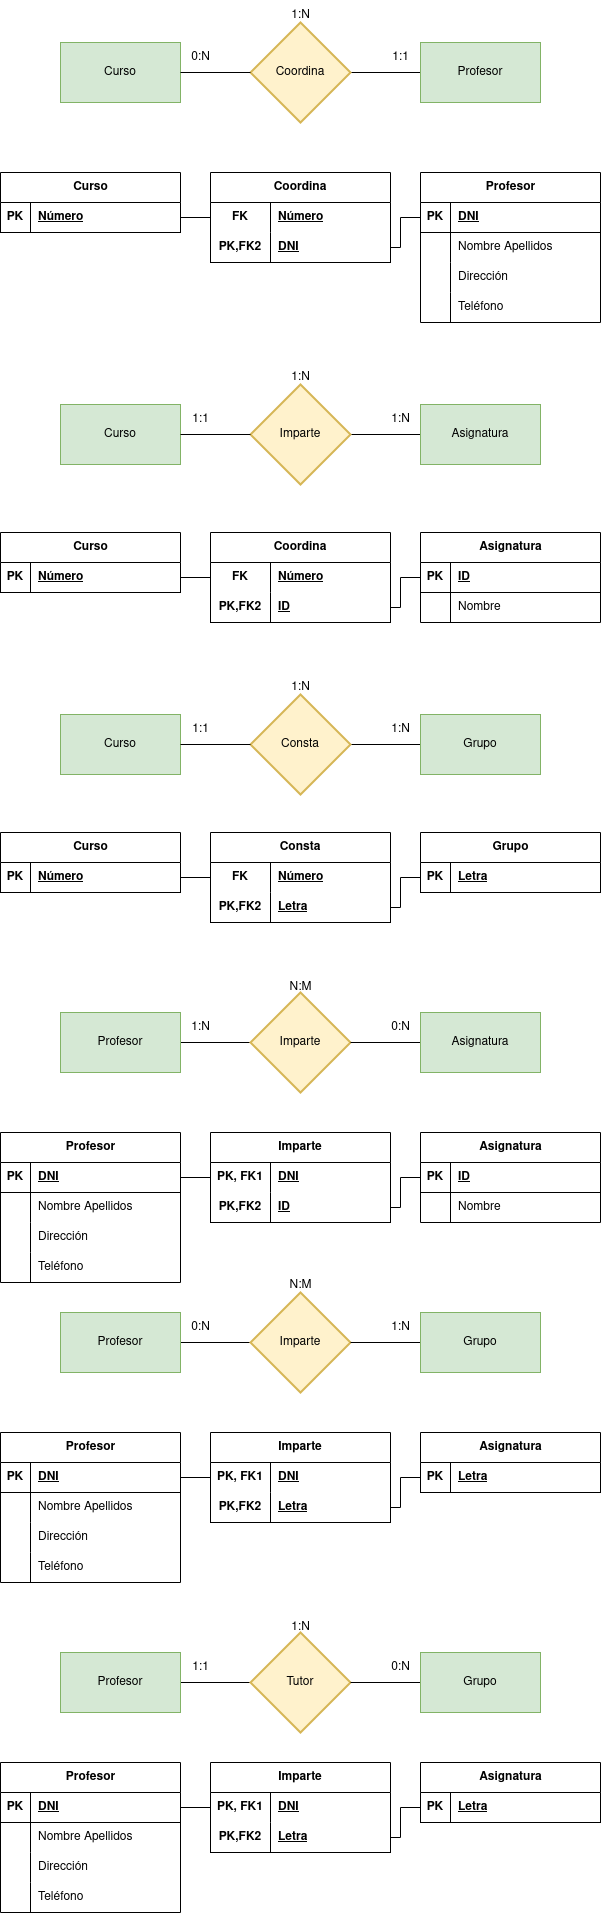 1:N
0:N
1:1
Curso
Coordina
Profesor
Curso
Coordina
Profesor
PK Número
FK Número
PK DNI
PK,FK2 DNI
Nombre Apellidos
Dirección
Teléfono
1:N
1:1
1:N
Curso
Imparte
Asignatura
Curso
Coordina
Asignatura
PK Número
FK Número
PK ID
PK,FK2 ID
Nombre
1:N
1:1
1:N
Curso
Consta
Grupo
Curso
Consta
Grupo
PK Número
FK Número
PK Letra
PK,FK2 Letra
N:M
1:N
0:N
Profesor
Imparte
Asignatura
Profesor
Imparte
Asignatura
PK DNI
PK, FK1 DNI
PK ID
Nombre Apellidos
PK,FK2 ID
Nombre
Dirección
Teléfono
N:M
0:N
1:N
Profesor
Imparte
Grupo
Profesor
Imparte
Asignatura
PK DNI
PK, FK1 DNI
PK Letra
Nombre Apellidos
PK,FK2 Letra
Dirección
Teléfono
1:N
1:1
0:N
Profesor
Tutor
Grupo
Profesor
Imparte
Asignatura
PK DNI
PK, FK1 DNI
PK Letra
Nombre Apellidos
PK,FK2 Letra
Dirección
Teléfono